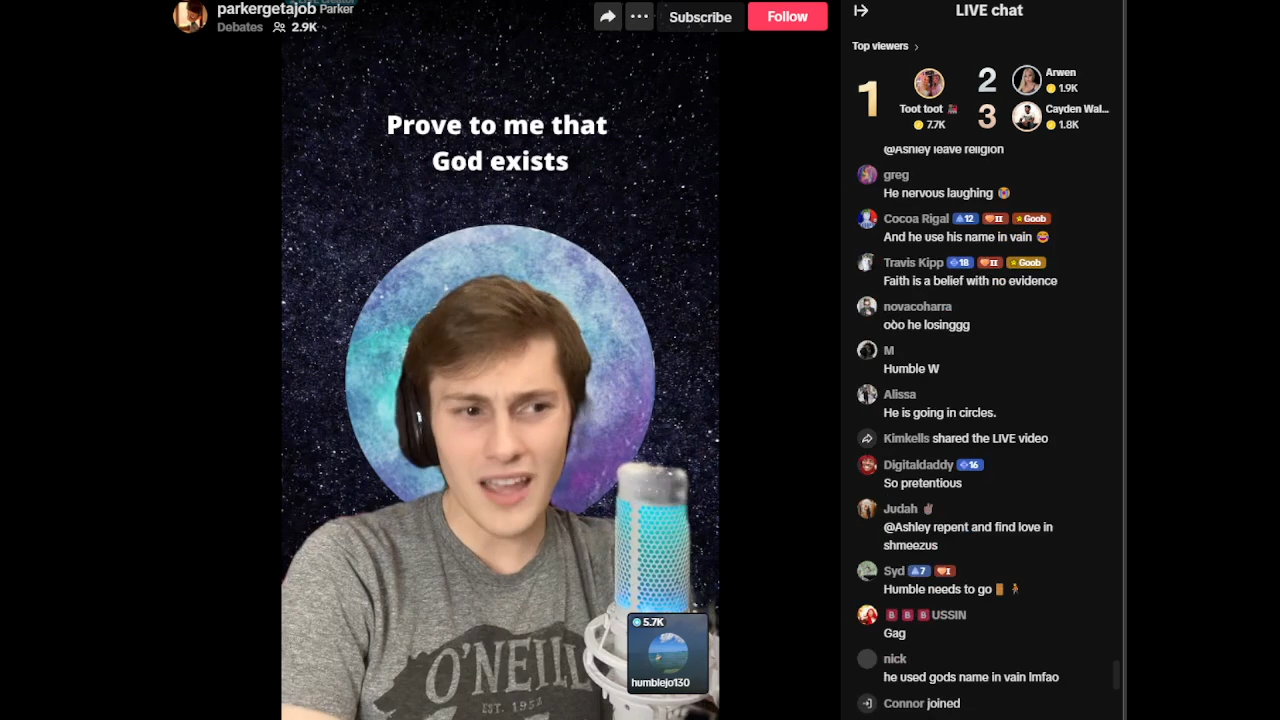 parkergetajob Parker
Debates 2.9K
Subscribe
Follow
Prove to me that
God exists
O'NEILL
EST. 1952
5.7K
humblejo130
LIVE chat
Top viewers >
1
Toot toot
7.7K
2
Arwen
1.9K
3
Cayden Wal...
1.8K
@Ashley leave religion
greg
He nervous laughing
Cocoa Rigal 12 II Goob
And he use his name in vain
Travis Kipp 18 II Goob
Faith is a belief with no evidence
novacoharra
oòo he losinggg
M
Humble W
Alissa
He is going in circles.
Kimkells shared the LIVE video
Digitaldaddy 16
So pretentious
Judah
@Ashley repent and find love in
shmeezus
Syd 7 I
Humble needs to go
B B B USSIN
Gag
nick
he used gods name in vain lmfao
Connor joined